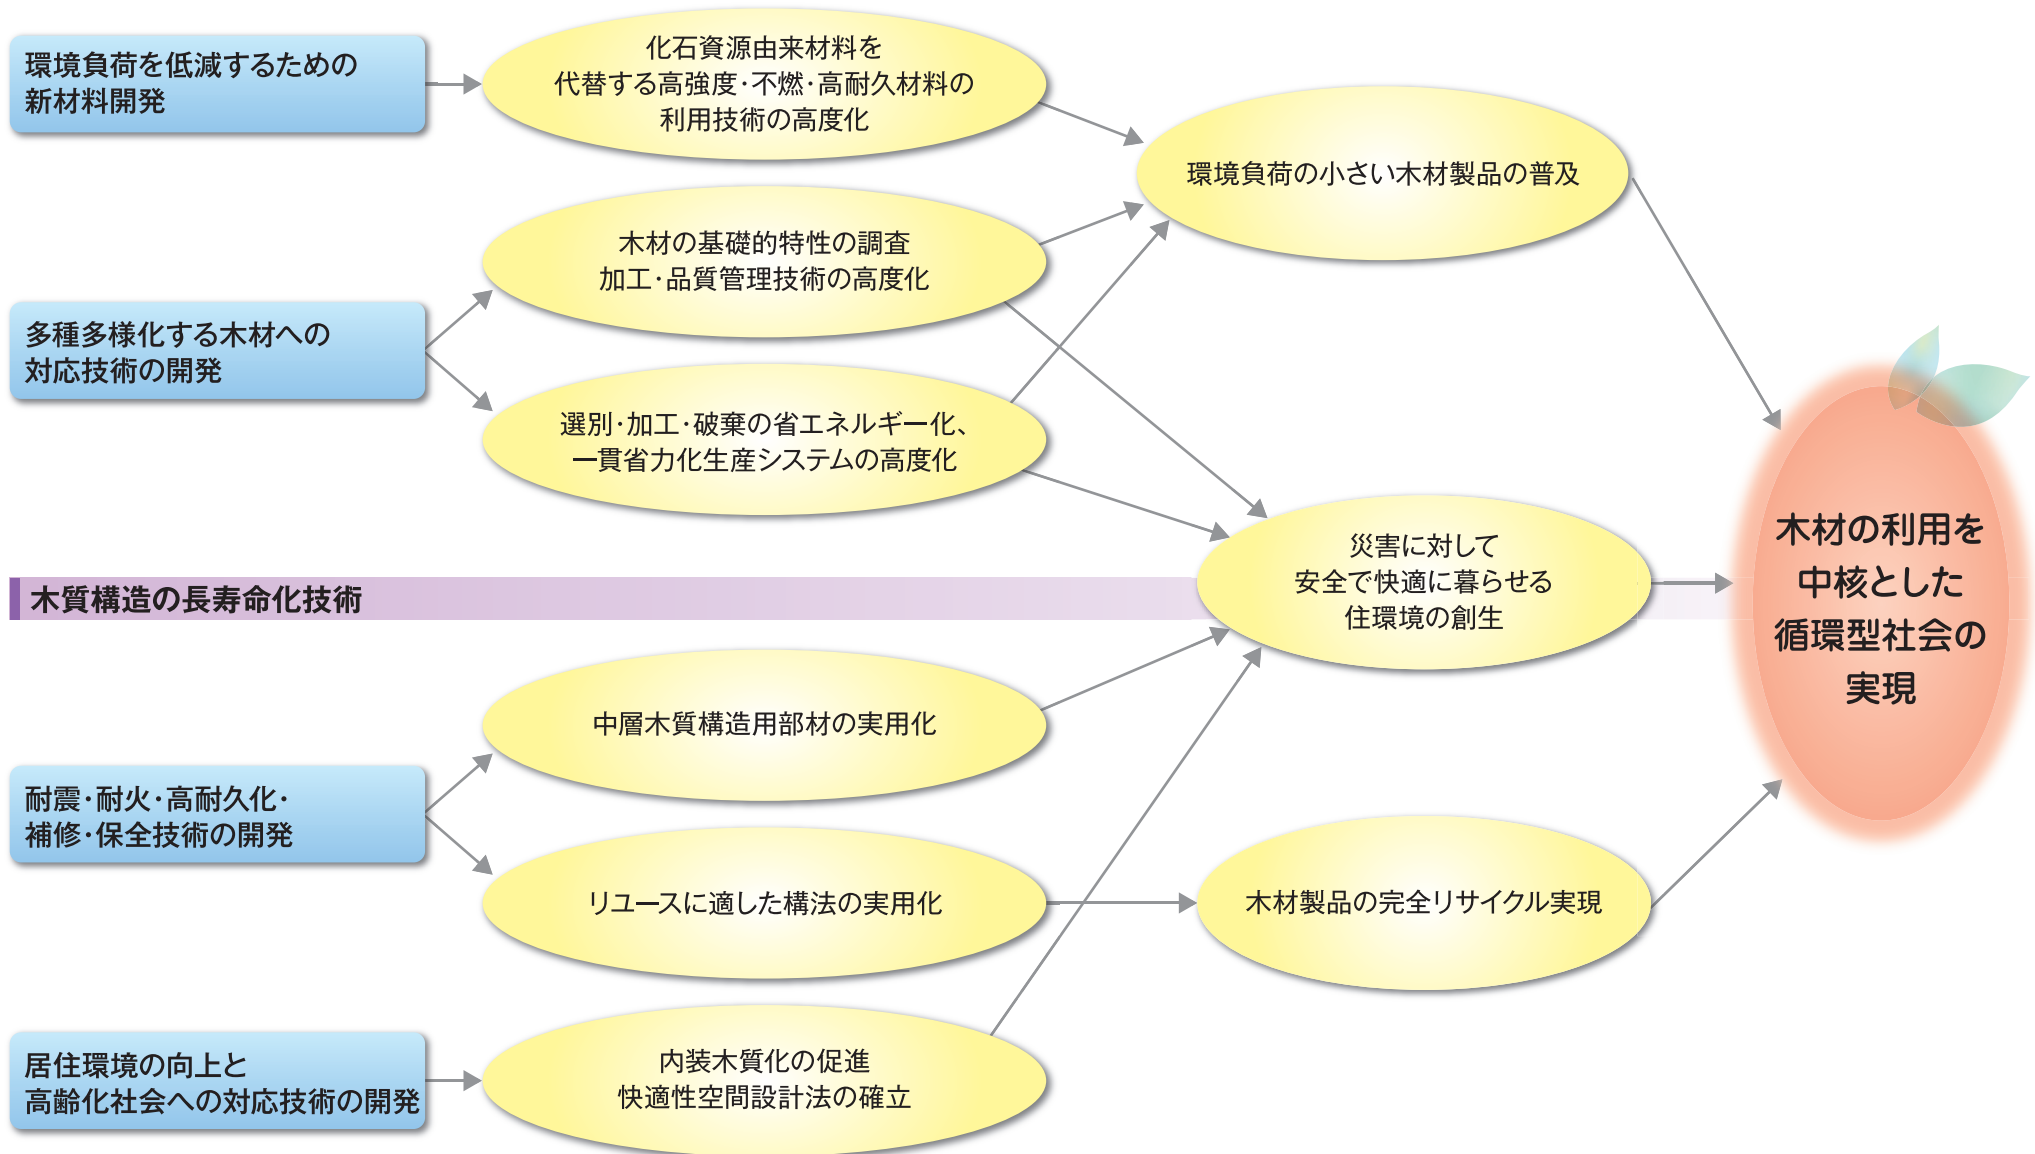 環境負荷を低減するための
新材料開発
化石資源由来材料を
代替する高強度・不燃・高耐久材料の
利用技術の高度化
環境負荷の小さい木材製品の普及
多種多様化する木材への
対応技術の開発
木材の基礎的特性の調査
加工・品質管理技術の高度化
選別・加工・破棄の省エネルギー化、
一貫省力化生産システムの高度化
木質構造の長寿命化技術
災害に対して
安全で快適に暮らせる
住環境の創生
木材の利用を
中核とした
循環型社会の
実現
耐震・耐火・高耐久化・
補修・保全技術の開発
中層木質構造用部材の実用化
リユースに適した構法の実用化
木材製品の完全リサイクル実現
居住環境の向上と
高齢化社会への対応技術の開発
内装木質化の促進
快適性空間設計法の確立